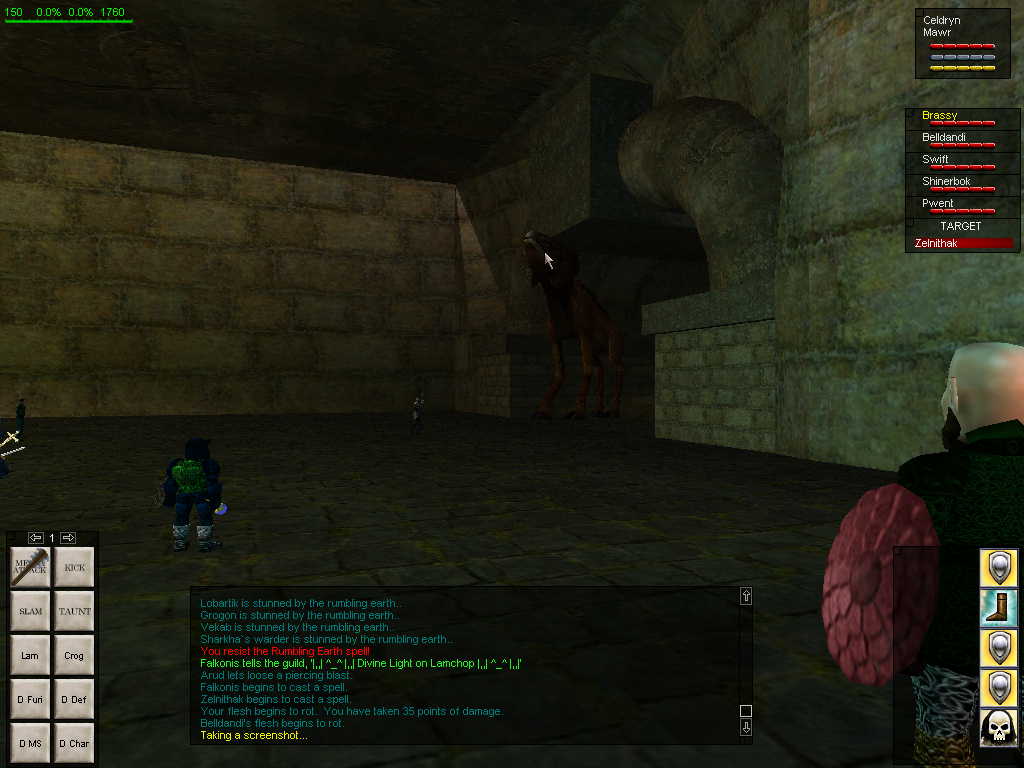 150 0.0% 0.0% 1760
Celdryn
Mawr
Brassy
Belldandi
Swift
Shinerbok
Pwent
TARGET
Zelnithak
1
MELEE ATTACK
KICK
SLAM
TAUNT
Lam
Crog
D Furi
D Def
D MS
D Char
Lobartik is stunned by the rumbling earth..
Grogon is stunned by the rumbling earth..
Vekab is stunned by the rumbling earth..
Sharkha`s warder is stunned by the rumbling earth..
You resist the Rumbling Earth spell!
Falkonis tells the guild, '|,,| ^_^ |,,| Divine Light on Lamchop |,,| ^_^ |,,|'
Arud lets loose a piercing blast.
Falkonis begins to cast a spell.
Zelnithak begins to cast a spell.
Your flesh begins to rot. You have taken 35 points of damage.
Belldandi's flesh begins to rot.
Taking a screenshot...